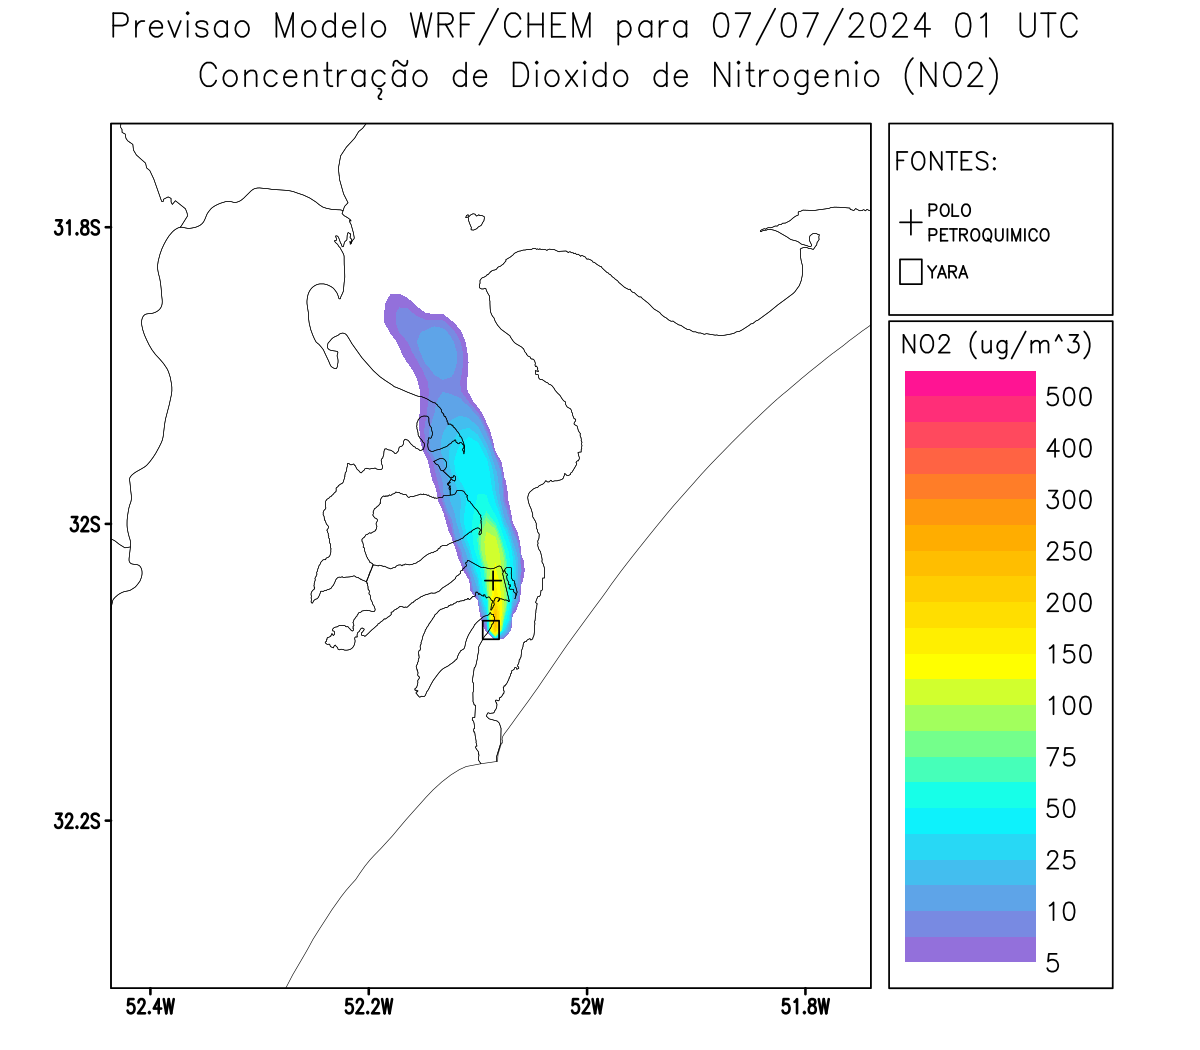 Previsao Modelo WRF/CHEM para 07/07/2024 01 UTC
Concentração de Dioxido de Nitrogenio (NO2)
FONTES:
POLO
PETROQUIMICO
YARA
NO2 (ug/m^3)
500
400
300
250
200
150
100
75
50
25
10
5
31.8S
32S
32.2S
52.4W
52.2W
52W
51.8W